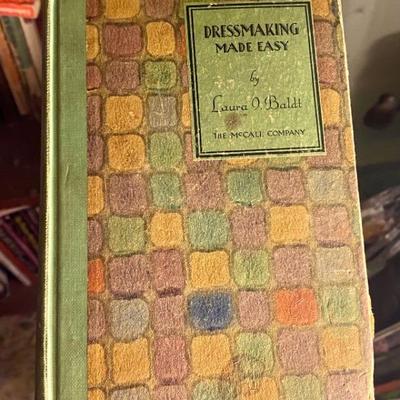 DRESSMAKING
MADE EASY
by
Laura I. Baldt
THE McCALL COMPANY